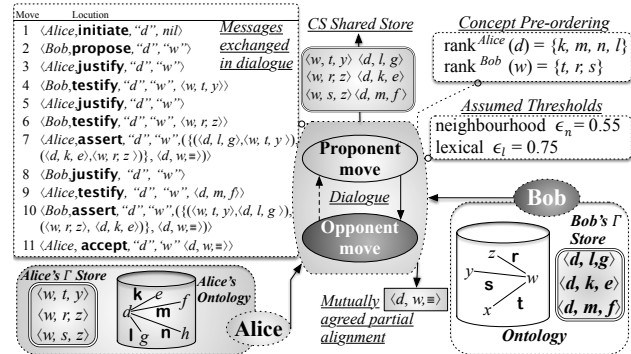 Move Location
1 ⟨Alice,initiate,“d”, nil⟩
2 ⟨Bob,propose,“d”,“w”⟩
3 ⟨Alice,justify,“d”,“w”⟩
4 ⟨Bob,testify,“d”,“w”, ⟨w, t, y⟩⟩
5 ⟨Alice,justify,“d”,“w”⟩
6 ⟨Bob,testify,“d”,“w”, ⟨w, r, z⟩⟩
7 ⟨Alice,assert,“d”,“w”,({(⟨d, l, g⟩,⟨w, t, y ⟩),
(⟨d, k, e⟩,⟨w, r, z ⟩)}, ⟨d, w,≡⟩)⟩
8 ⟨Bob,justify,“d”,“w”⟩
9 ⟨Alice,testify, “d”, “w”, ⟨d, m, f⟩⟩
10 ⟨Bob,assert,“d”,“w”,({(⟨w, t, y⟩,⟨d, l, g ⟩),
(⟨w, r, z⟩, ⟨d, k, e⟩)}, ⟨d, w,≡⟩)⟩
11 ⟨Alice, accept,“d”,“w”⟨d, w,≡⟩⟩
Messages
exchanged
in dialogue
CS Shared Store
⟨w, t, y⟩ ⟨d, l, g⟩
⟨w, r, z⟩ ⟨d, k, e⟩
⟨w, s, z⟩ ⟨d, m, f⟩
Concept Pre-ordering
rank Alice (d) = {k, m, n, l}
rank Bob (w) = {t, r, s}
Assumed Thresholds
neighbourhood ϵn = 0.55
lexical ϵl = 0.75
Proponent
move
Dialogue
Opponent
move
Bob
Bob's Γ
Store
⟨d, l,g⟩
⟨d, k, e⟩
⟨d, m, f⟩
z r
y w
s
x t
Ontology
Alice's Γ Store
⟨w, t, y⟩
⟨w, r, z⟩
⟨w, s, z⟩
Alice's
Ontology
k e
f
d m
l g n h
Alice
Mutually
agreed partial
alignment
⟨d, w,≡⟩